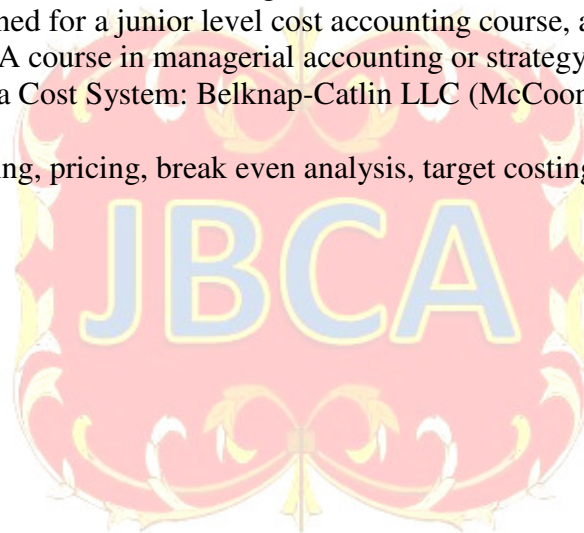 ned for a junior level cost accounting course, a
A course in managerial accounting or strategy
a Cost System: Belknap-Catlin LLC (McCoon
ng, pricing, break even analysis, target costing
JBCA